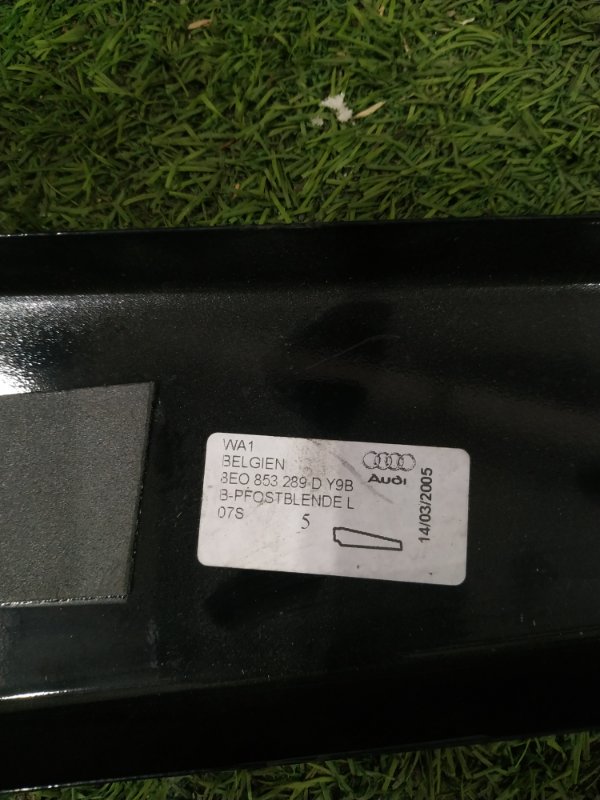 WA1
BELGIEN
8E0 853 289 D Y9B
B-PFOSTBLENDE L
07S
5
Audi
14/03/2005